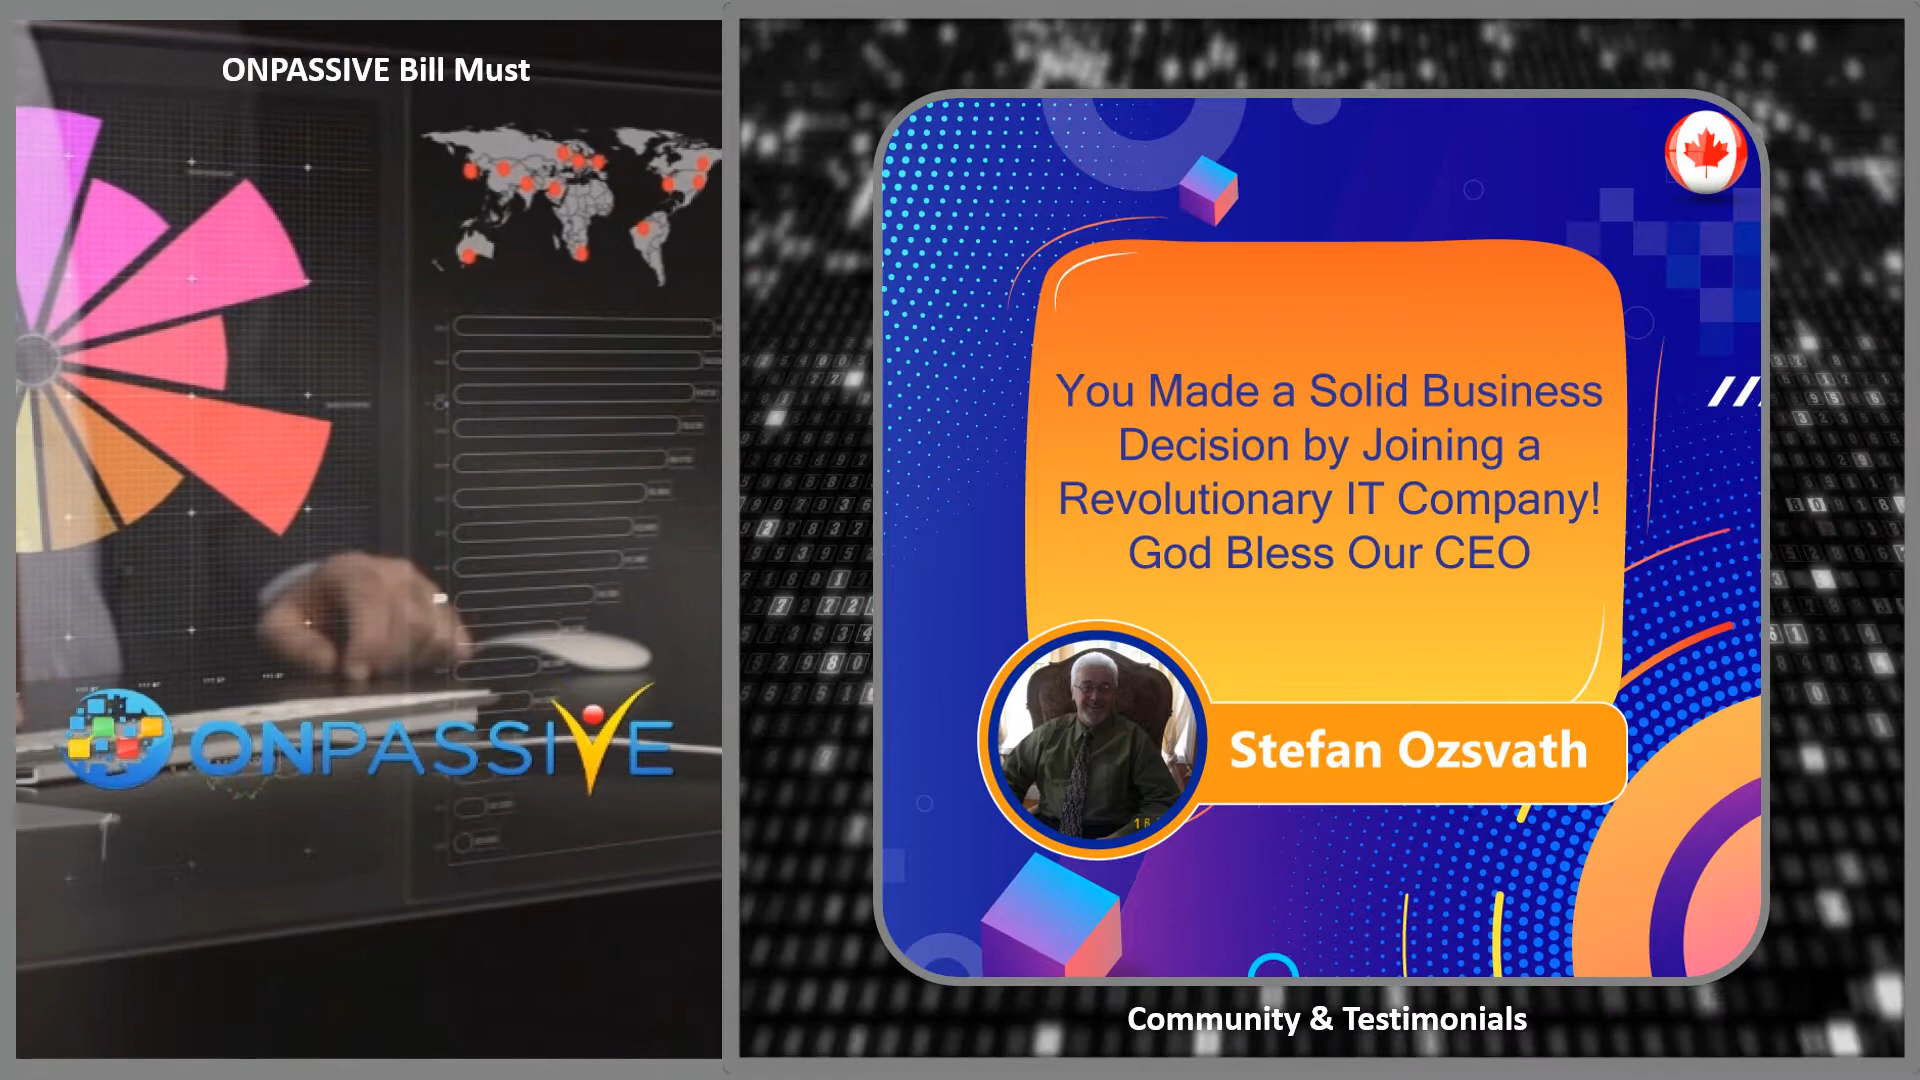 ONPASSIVE Bill Must
ONPASSIVE
You Made a Solid Business
Decision by Joining a
Revolutionary IT Company!
God Bless Our CEO
Stefan Ozsvath
Community & Testimonials